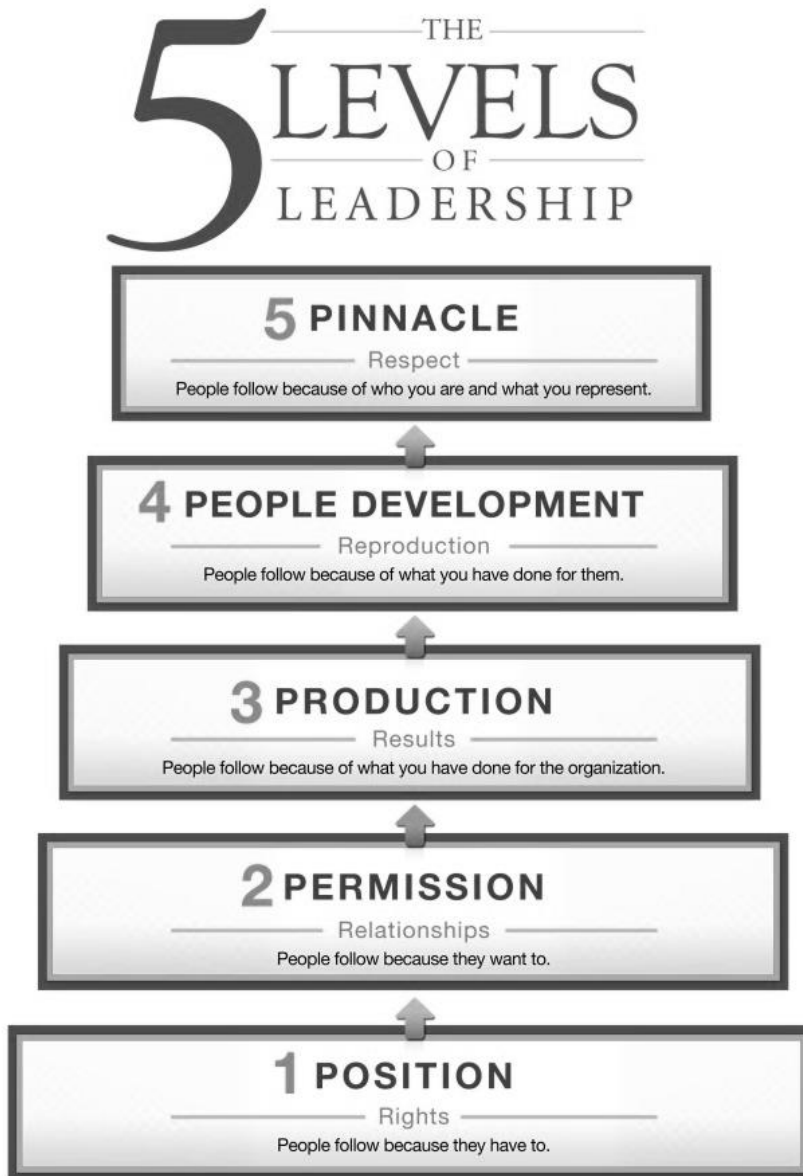 THE
5 LEVELS
OF
LEADERSHIP
5 PINNACLE
Respect
People follow because of who you are and what you represent.
4 PEOPLE DEVELOPMENT
Reproduction
People follow because of what you have done for them.
3 PRODUCTION
Results
People follow because of what you have done for the organization.
2 PERMISSION
Relationships
People follow because they want to.
1 POSITION
Rights
People follow because they have to.